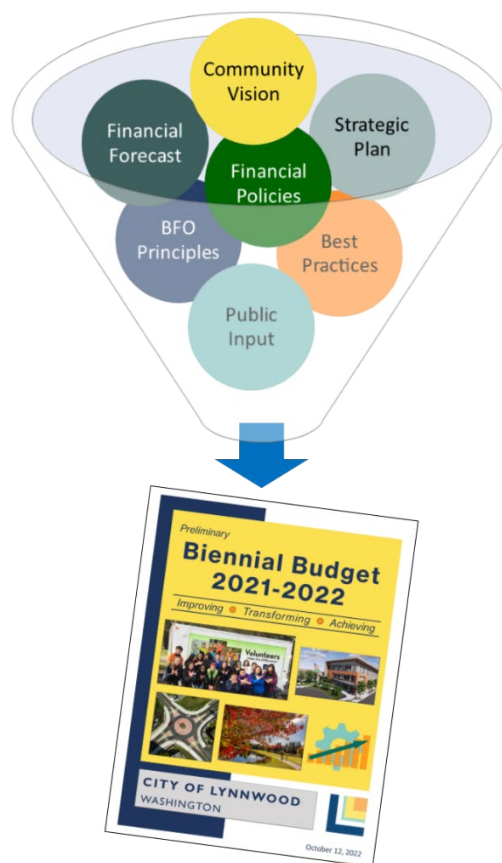 Community
Vision
Financial
Forecast
Strategic
Plan
Financial
Policies
BFO
Principles
Best
Practices
Public
Input
Preliminary
Biennial Budget
2021-2022
Improving Transforming Achieving
Volunteers
CITY OF LYNNWOOD
WASHINGTON
October 12, 2022